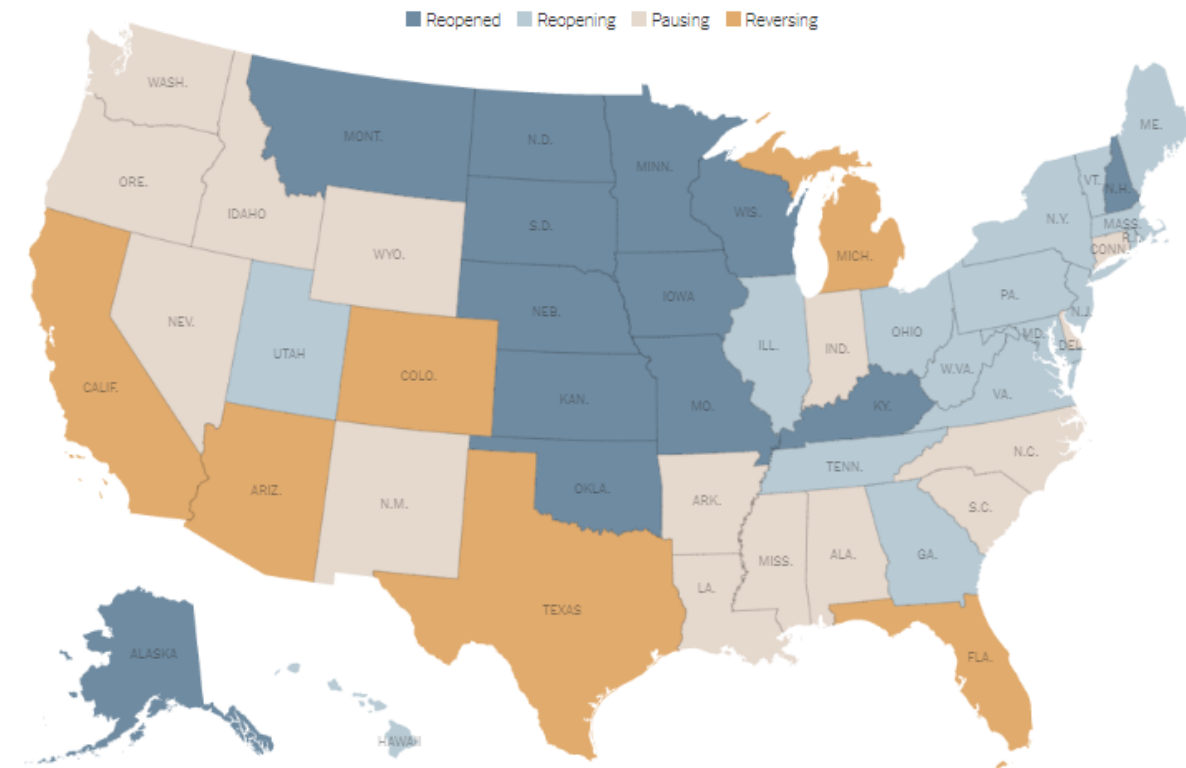 Reopened Reopening Pausing Reversing
WASH.
MONT.
N.D.
MINN.
ME.
ORE.
IDAHO
S.D.
WIS.
VT.
N.H.
WYO.
N.Y.
MASS.
R.I.
CONN.
MICH.
NEV.
NEB.
IOWA
PA.
N.J.
UTAH
ILL.
IND.
OHIO
MD.
DEL.
CALIF.
COLO.
KAN.
MO.
W.VA.
VA.
KY.
ARIZ.
N.M.
OKLA.
ARK.
TENN.
N.C.
S.C.
MISS.
ALA.
GA.
LA.
TEXAS
FLA.
ALASKA
HAWAII